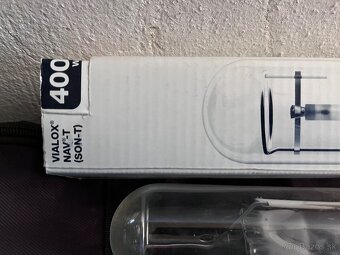 400
W
VIALOX®
NAV®-T
(SON-T)